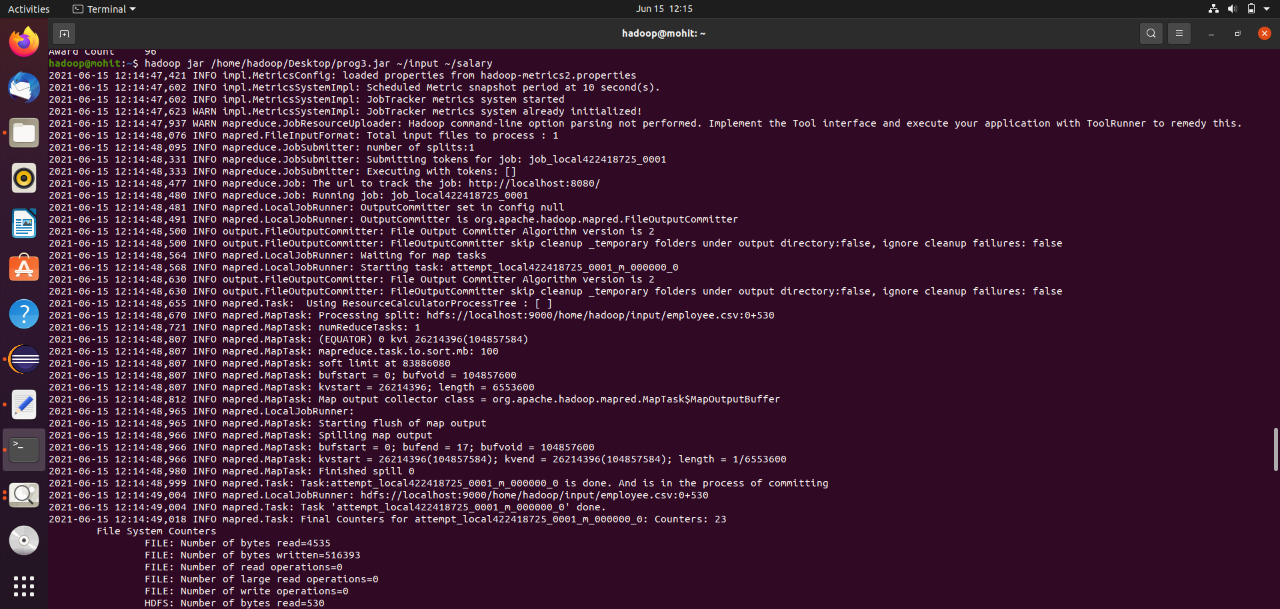 Activities
Terminal
Jun 15 12:15
hadoop@mohit: ~
Award Count 96
hadoop@mohit:~$ hadoop jar /home/hadoop/Desktop/prog3.jar ~/input ~/salary
2021-06-15 12:14:47,421 INFO impl.MetricsConfig: loaded properties from hadoop-metrics2.properties
2021-06-15 12:14:47,602 INFO impl.MetricsSystemImpl: Scheduled Metric snapshot period at 10 second(s).
2021-06-15 12:14:47,602 INFO impl.MetricsSystemImpl: JobTracker metrics system started
2021-06-15 12:14:47,623 WARN impl.MetricsSystemImpl: JobTracker metrics system already initialized!
2021-06-15 12:14:47,937 WARN mapreduce.JobResourceUploader: Hadoop command-line option parsing not performed. Implement the Tool interface and execute your application with ToolRunner to remedy this.
2021-06-15 12:14:48,076 INFO mapred.FileInputFormat: Total input files to process : 1
2021-06-15 12:14:48,095 INFO mapreduce.JobSubmitter: number of splits:1
2021-06-15 12:14:48,331 INFO mapreduce.JobSubmitter: Submitting tokens for job: job_local422418725_0001
2021-06-15 12:14:48,333 INFO mapreduce.JobSubmitter: Executing with tokens: []
2021-06-15 12:14:48,477 INFO mapreduce.Job: The url to track the job: http://localhost:8080/
2021-06-15 12:14:48,480 INFO mapreduce.Job: Running job: job_local422418725_0001
2021-06-15 12:14:48,481 INFO mapred.LocalJobRunner: OutputCommitter set in config null
2021-06-15 12:14:48,491 INFO mapred.LocalJobRunner: OutputCommitter is org.apache.hadoop.mapred.FileOutputCommitter
2021-06-15 12:14:48,500 INFO output.FileOutputCommitter: File Output Committer Algorithm version is 2
2021-06-15 12:14:48,500 INFO output.FileOutputCommitter: FileOutputCommitter skip cleanup _temporary folders under output directory:false, ignore cleanup failures: false
2021-06-15 12:14:48,564 INFO mapred.LocalJobRunner: Waiting for map tasks
2021-06-15 12:14:48,568 INFO mapred.LocalJobRunner: Starting task: attempt_local422418725_0001_m_000000_0
2021-06-15 12:14:48,630 INFO output.FileOutputCommitter: File Output Committer Algorithm version is 2
2021-06-15 12:14:48,630 INFO output.FileOutputCommitter: FileOutputCommitter skip cleanup _temporary folders under output directory:false, ignore cleanup failures: false
2021-06-15 12:14:48,655 INFO mapred.Task:  Using ResourceCalculatorProcessTree : [ ]
2021-06-15 12:14:48,670 INFO mapred.MapTask: Processing split: hdfs://localhost:9000/home/hadoop/input/employee.csv:0+530
2021-06-15 12:14:48,721 INFO mapred.MapTask: numReduceTasks: 1
2021-06-15 12:14:48,807 INFO mapred.MapTask: (EQUATOR) 0 kvi 26214396(104857584)
2021-06-15 12:14:48,807 INFO mapred.MapTask: mapreduce.task.io.sort.mb: 100
2021-06-15 12:14:48,807 INFO mapred.MapTask: soft limit at 83886080
2021-06-15 12:14:48,807 INFO mapred.MapTask: bufstart = 0; bufvoid = 104857600
2021-06-15 12:14:48,807 INFO mapred.MapTask: kvstart = 26214396; length = 6553600
2021-06-15 12:14:48,812 INFO mapred.MapTask: Map output collector class = org.apache.hadoop.mapred.MapTask$MapOutputBuffer
2021-06-15 12:14:48,965 INFO mapred.LocalJobRunner:
2021-06-15 12:14:48,965 INFO mapred.MapTask: Starting flush of map output
2021-06-15 12:14:48,966 INFO mapred.MapTask: Spilling map output
2021-06-15 12:14:48,966 INFO mapred.MapTask: bufstart = 0; bufend = 17; bufvoid = 104857600
2021-06-15 12:14:48,966 INFO mapred.MapTask: kvstart = 26214396(104857584); kvend = 26214396(104857584); length = 1/6553600
2021-06-15 12:14:48,980 INFO mapred.MapTask: Finished spill 0
2021-06-15 12:14:48,999 INFO mapred.Task: Task:attempt_local422418725_0001_m_000000_0 is done. And is in the process of committing
2021-06-15 12:14:49,004 INFO mapred.LocalJobRunner: hdfs://localhost:9000/home/hadoop/input/employee.csv:0+530
2021-06-15 12:14:49,004 INFO mapred.Task: Task 'attempt_local422418725_0001_m_000000_0' done.
2021-06-15 12:14:49,018 INFO mapred.Task: Final Counters for attempt_local422418725_0001_m_000000_0: Counters: 23
File System Counters
FILE: Number of bytes read=4535
FILE: Number of bytes written=516393
FILE: Number of read operations=0
FILE: Number of large read operations=0
FILE: Number of write operations=0
HDFS: Number of bytes read=530